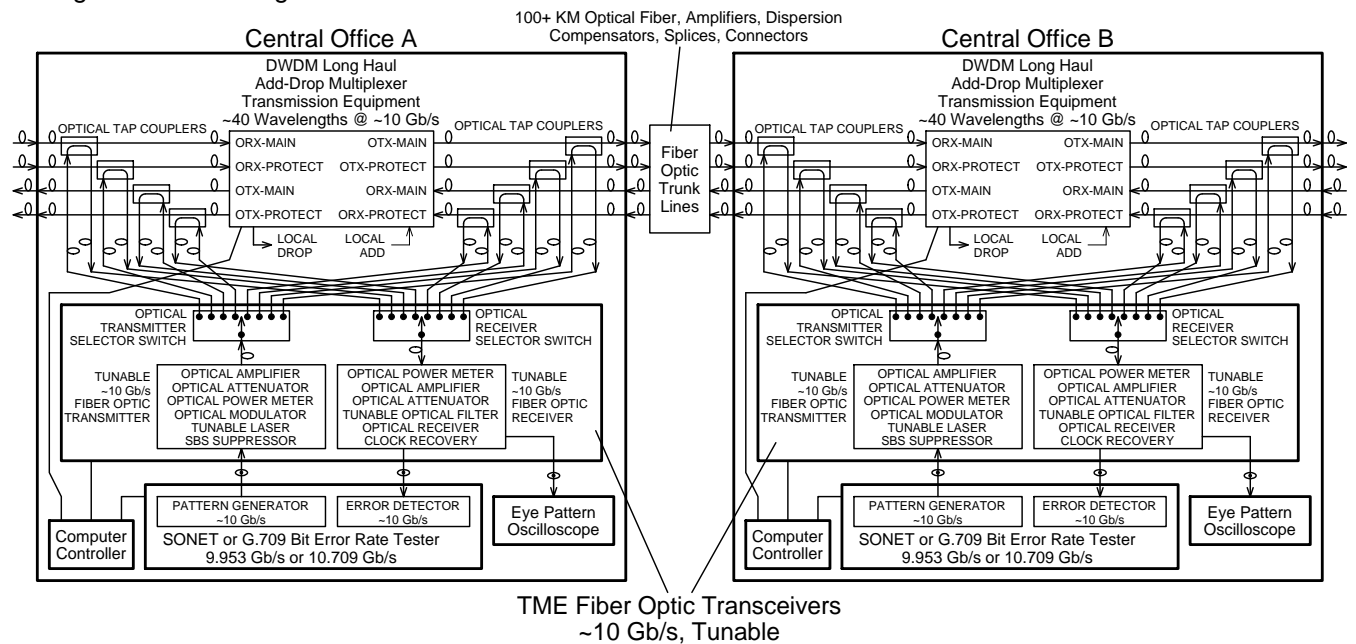 100+ KM Optical Fiber, Amplifiers, Dispersion
Compensators, Splices, Connectors
Central Office A
DWDM Long Haul
Add-Drop Multiplexer
Transmission Equipment
~40 Wavelengths @ ~10 Gb/s
OPTICAL TAP COUPLERS
OPTICAL TAP COUPLERS
ORX-MAIN
OTX-MAIN
ORX-PROTECT
OTX-PROTECT
OTX-MAIN
ORX-MAIN
OTX-PROTECT
ORX-PROTECT
LOCAL
DROP
LOCAL
ADD
OPTICAL
TRANSMITTER
SELECTOR SWITCH
OPTICAL
RECEIVER
SELECTOR SWITCH
TUNABLE
~10 Gb/s
FIBER OPTIC
TRANSMITTER
OPTICAL AMPLIFIER
OPTICAL ATTENUATOR
OPTICAL POWER METER
OPTICAL MODULATOR
TUNABLE LASER
SBS SUPPRESSOR
OPTICAL POWER METER
OPTICAL AMPLIFIER
OPTICAL ATTENUATOR
TUNABLE OPTICAL FILTER
OPTICAL RECEIVER
CLOCK RECOVERY
TUNABLE
~10 Gb/s
FIBER OPTIC
RECEIVER
Computer
Controller
PATTERN GENERATOR
~10 Gb/s
ERROR DETECTOR
~10 Gb/s
SONET or G.709 Bit Error Rate Tester
9.953 Gb/s or 10.709 Gb/s
Eye Pattern
Oscilloscope
Fiber
Optic
Trunk
Lines
Central Office B
DWDM Long Haul
Add-Drop Multiplexer
Transmission Equipment
~40 Wavelengths @ ~10 Gb/s
OPTICAL TAP COUPLERS
OPTICAL TAP COUPLERS
ORX-MAIN
OTX-MAIN
ORX-PROTECT
OTX-PROTECT
OTX-MAIN
ORX-MAIN
OTX-PROTECT
ORX-PROTECT
LOCAL
DROP
LOCAL
ADD
OPTICAL
TRANSMITTER
SELECTOR SWITCH
OPTICAL
RECEIVER
SELECTOR SWITCH
TUNABLE
~10 Gb/s
FIBER OPTIC
TRANSMITTER
OPTICAL AMPLIFIER
OPTICAL ATTENUATOR
OPTICAL POWER METER
OPTICAL MODULATOR
TUNABLE LASER
SBS SUPPRESSOR
OPTICAL POWER METER
OPTICAL AMPLIFIER
OPTICAL ATTENUATOR
TUNABLE OPTICAL FILTER
OPTICAL RECEIVER
CLOCK RECOVERY
TUNABLE
~10 Gb/s
FIBER OPTIC
RECEIVER
Computer
Controller
PATTERN GENERATOR
~10 Gb/s
ERROR DETECTOR
~10 Gb/s
SONET or G.709 Bit Error Rate Tester
9.953 Gb/s or 10.709 Gb/s
Eye Pattern
Oscilloscope
TME Fiber Optic Transceivers
~10 Gb/s, Tunable